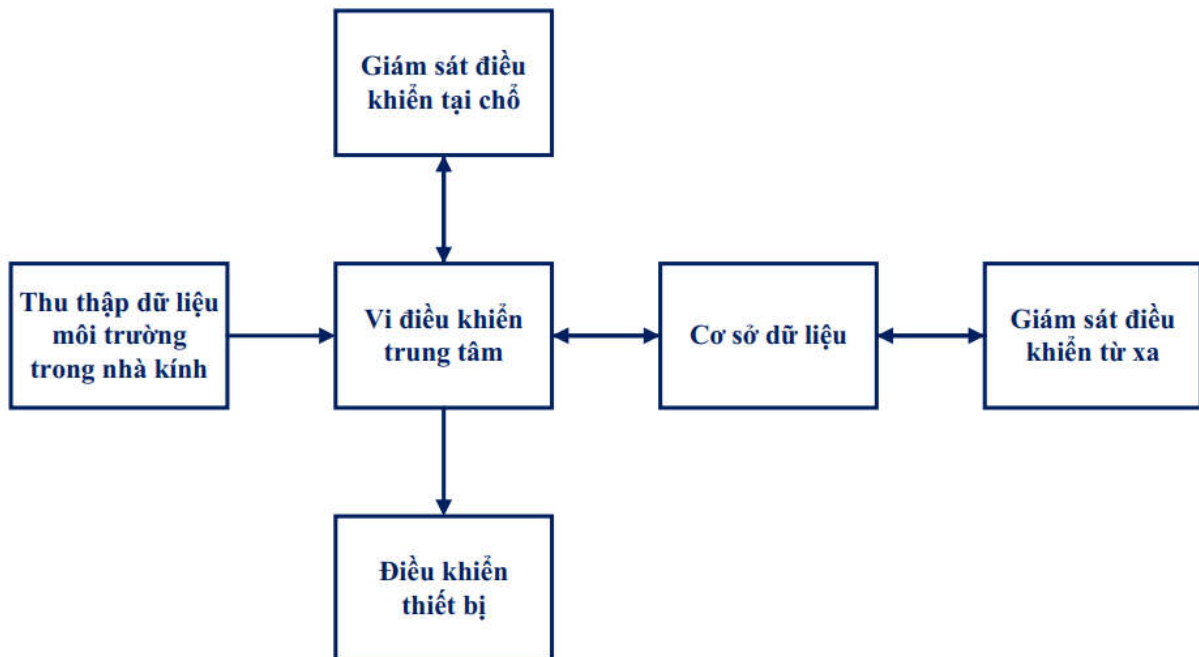 Giám sát điều
khiển tại chổ
Thu thập dữ liệu
môi trường
trong nhà kính
Vi điều khiển
trung tâm
Cơ sở dữ liệu
Giám sát điều
khiển từ xa
Điều khiển
thiết bị